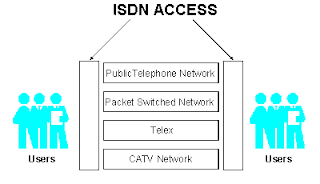 ISDN ACCESS
PublicTelephone Network
Packet Switched Network
Telex
CATV Network
Users
Users